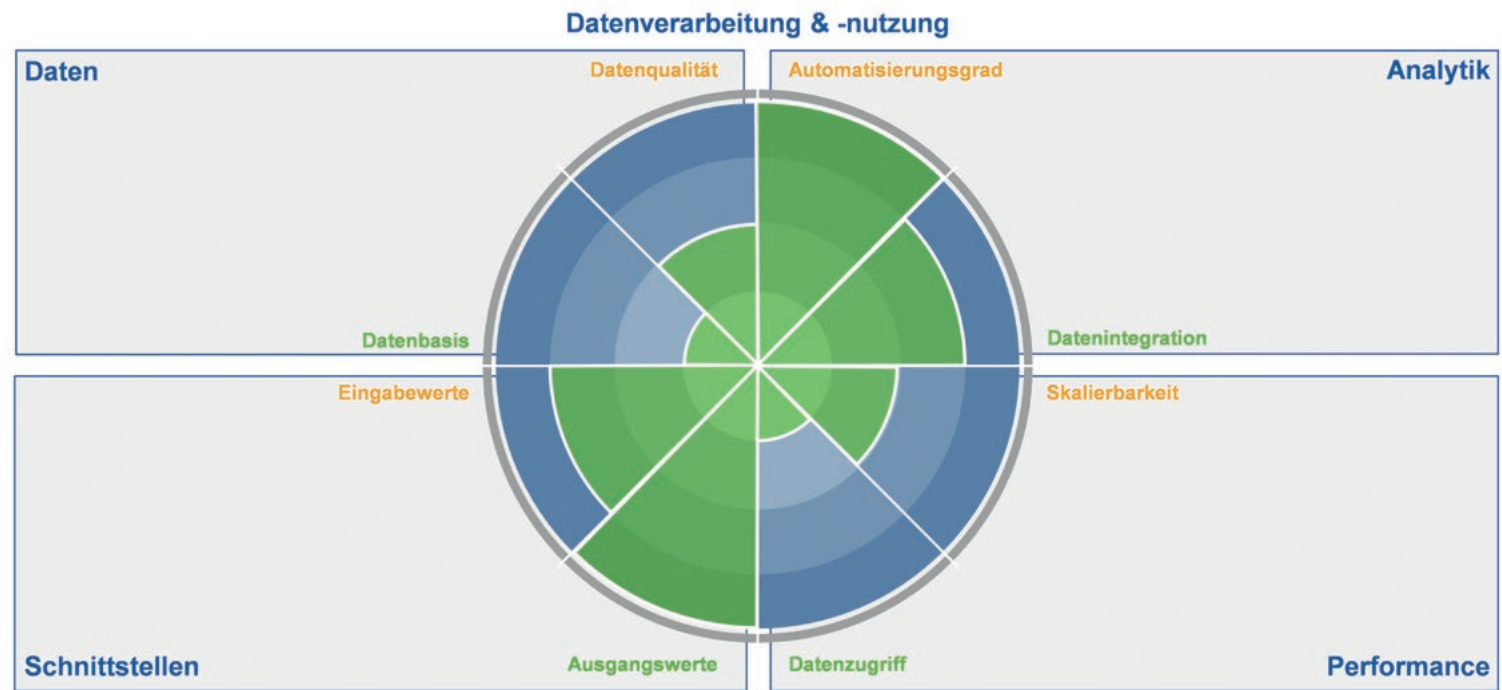 Datenverarbeitung & -nutzung
Daten
Datenqualität
Automatisierungsgrad
Analytik
Datenbasis
Datenintegration
Eingabewerte
Skalierbarkeit
Schnittstellen
Ausgangswerte
Datenzugriff
Performance